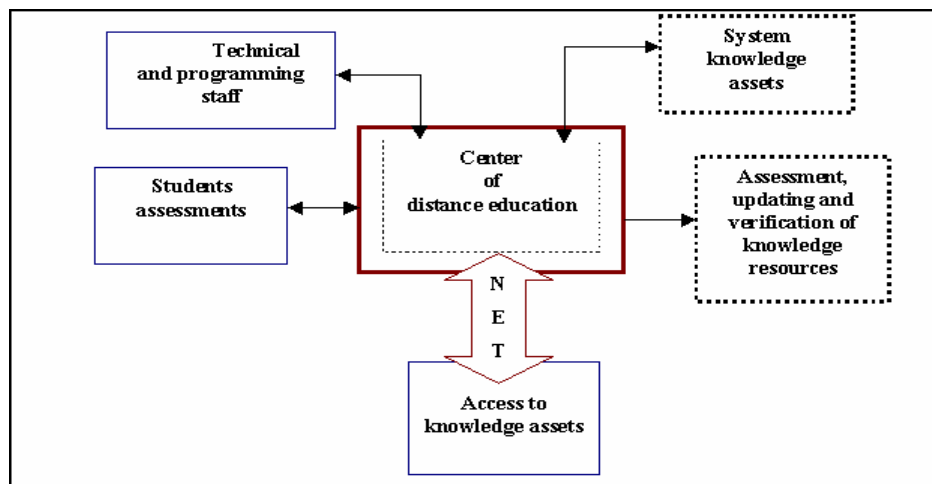 Technical
and programming
staff
System
knowledge
assets
Center
of
distance education
Students
assessments
Assessment,
updating and
verification of
knowledge
resources
N
E
T
Access to
knowledge assets